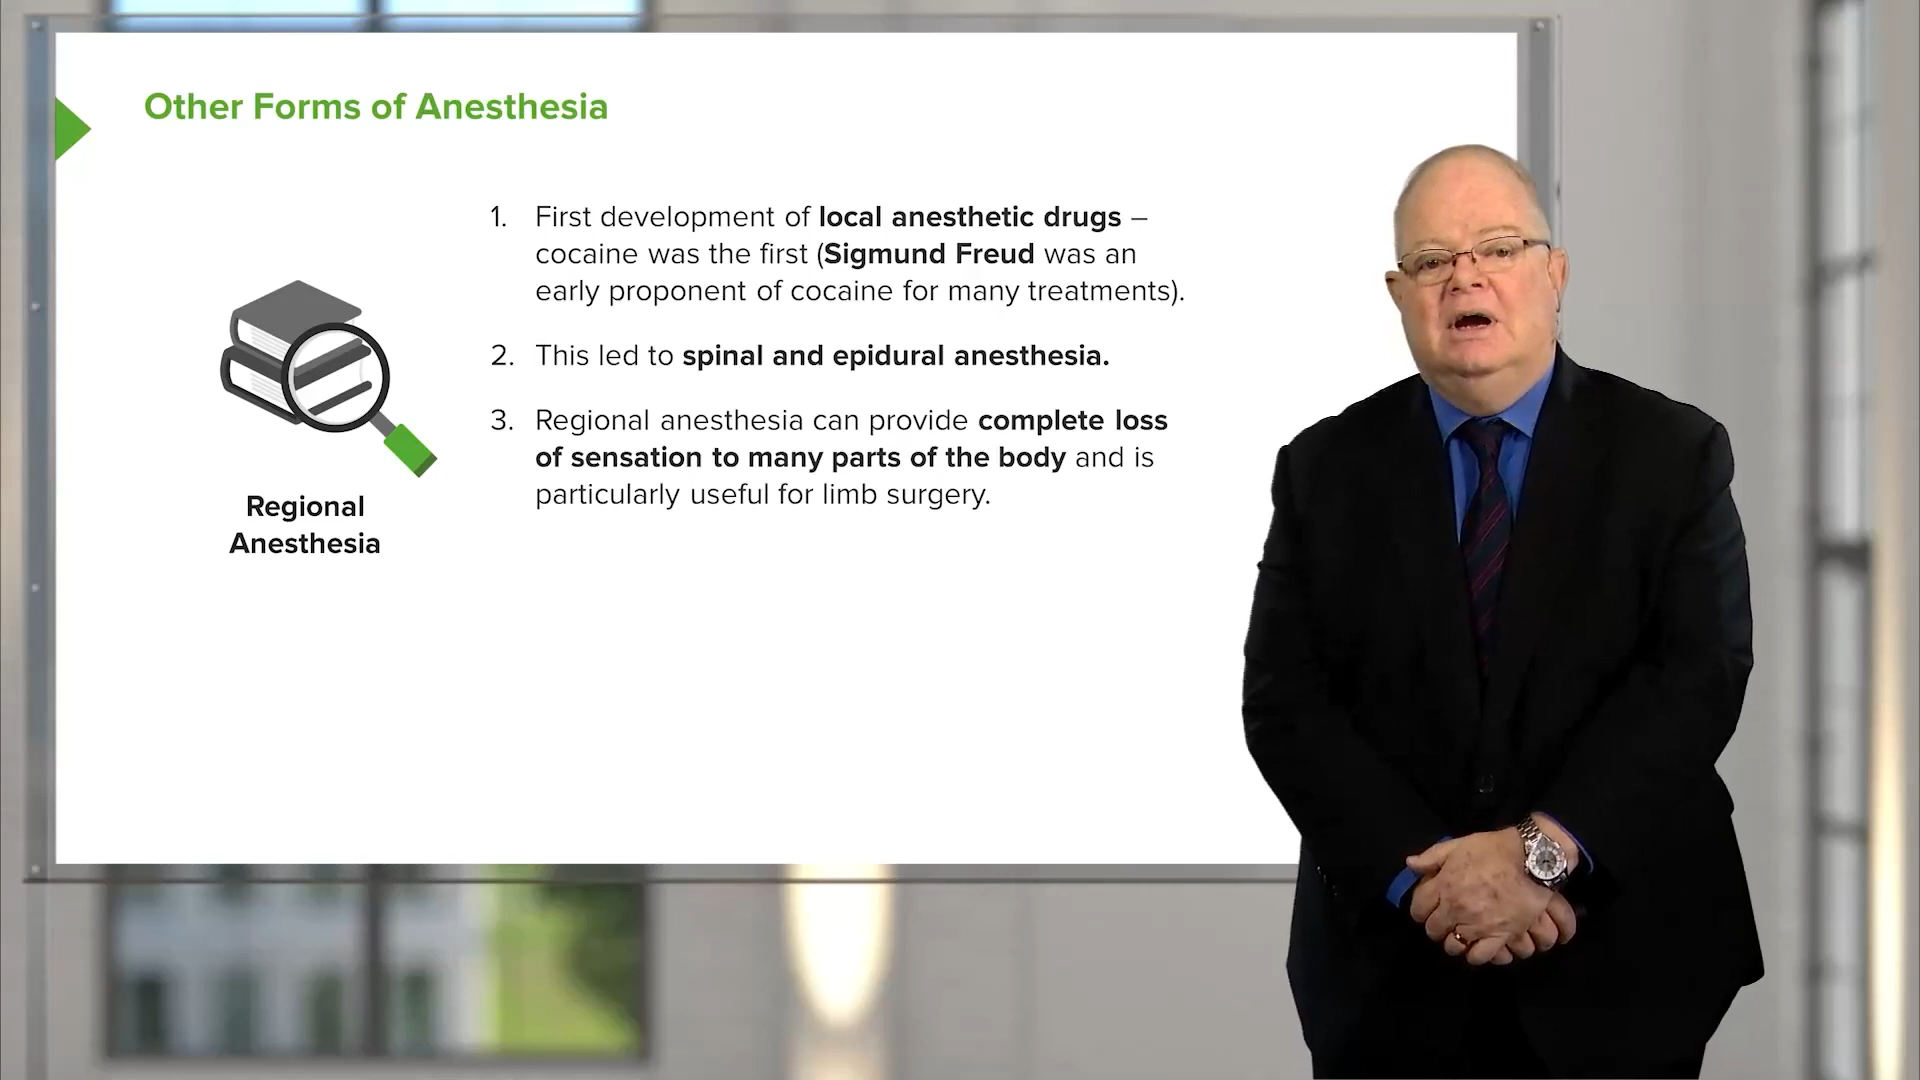 Other Forms of Anesthesia
1. First development of local anesthetic drugs –
cocaine was the first (Sigmund Freud was an
early proponent of cocaine for many treatments).
2. This led to spinal and epidural anesthesia.
3. Regional anesthesia can provide complete loss
of sensation to many parts of the body and is
particularly useful for limb surgery.
Regional
Anesthesia